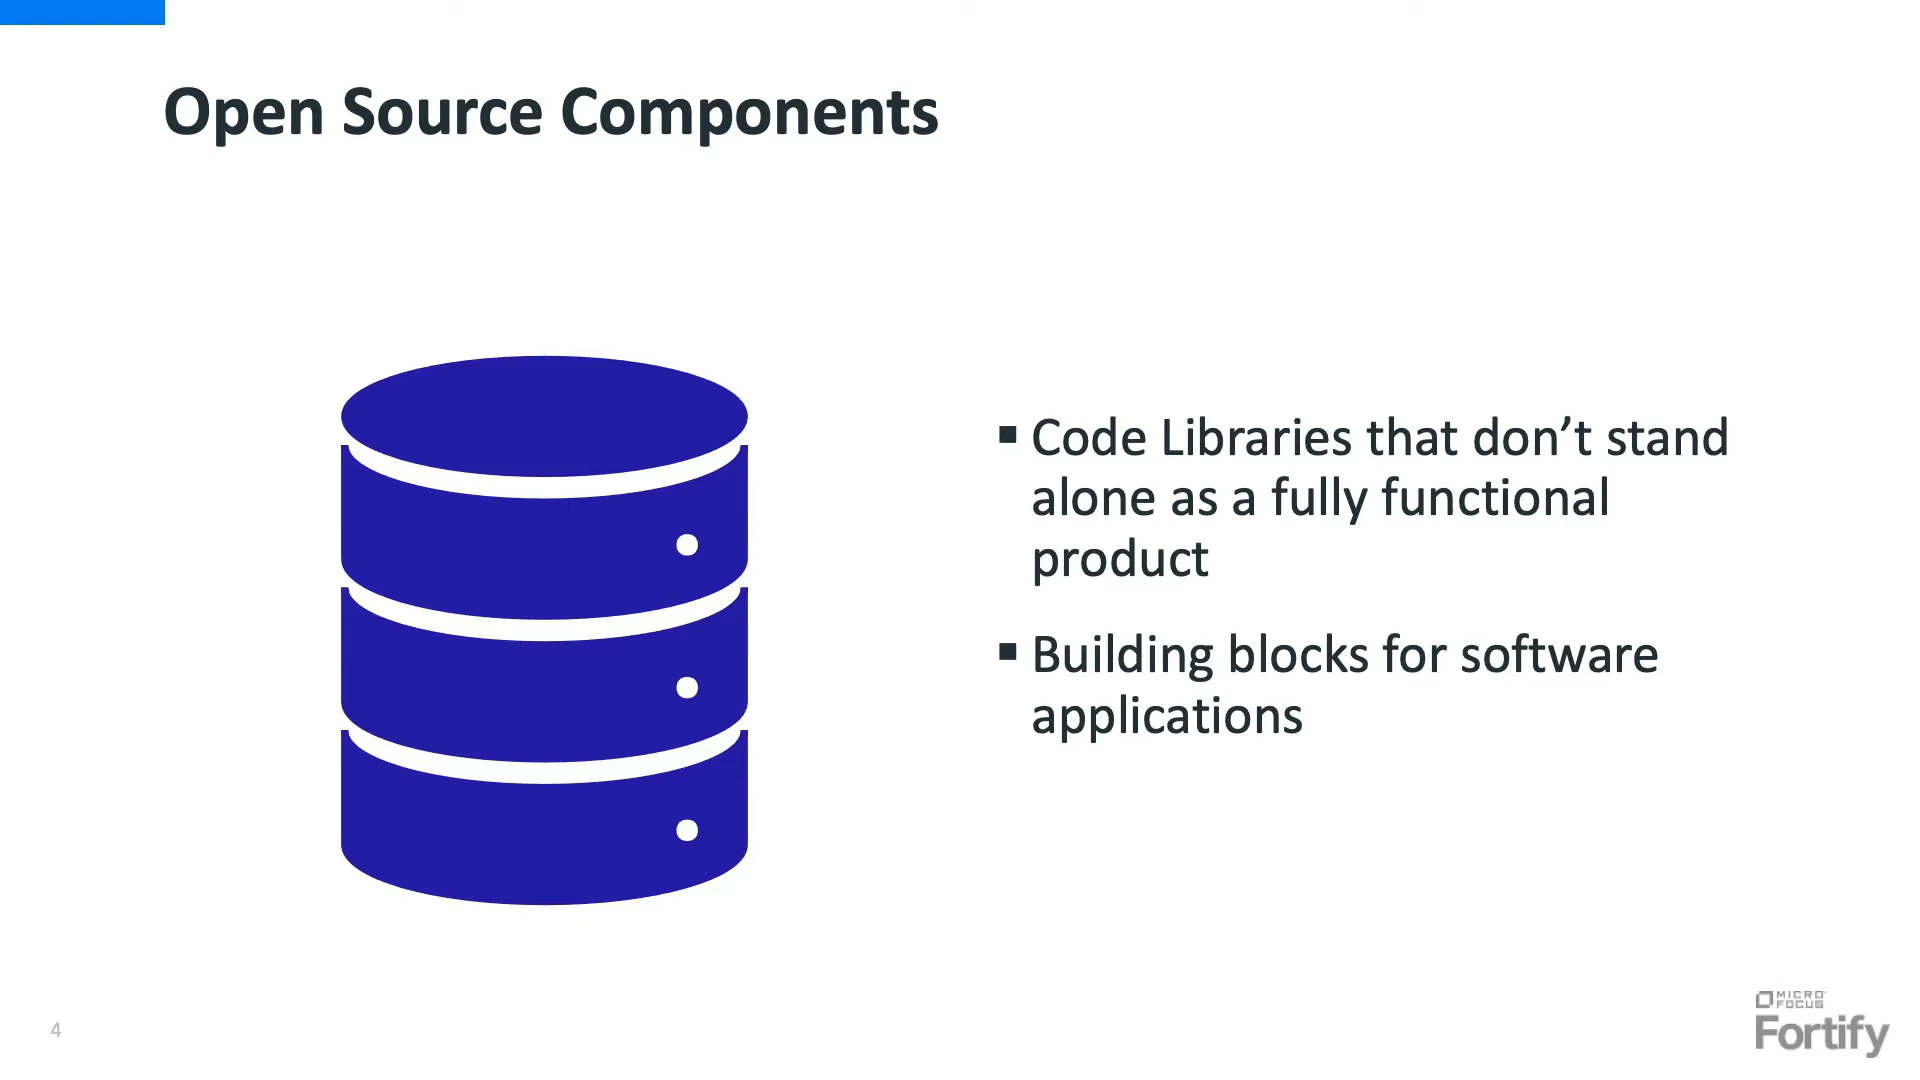 Open Source Components
▪ Code Libraries that don’t stand
alone as a fully functional
product
▪ Building blocks for software
applications
4
MICRO
FOCUS
Fortify